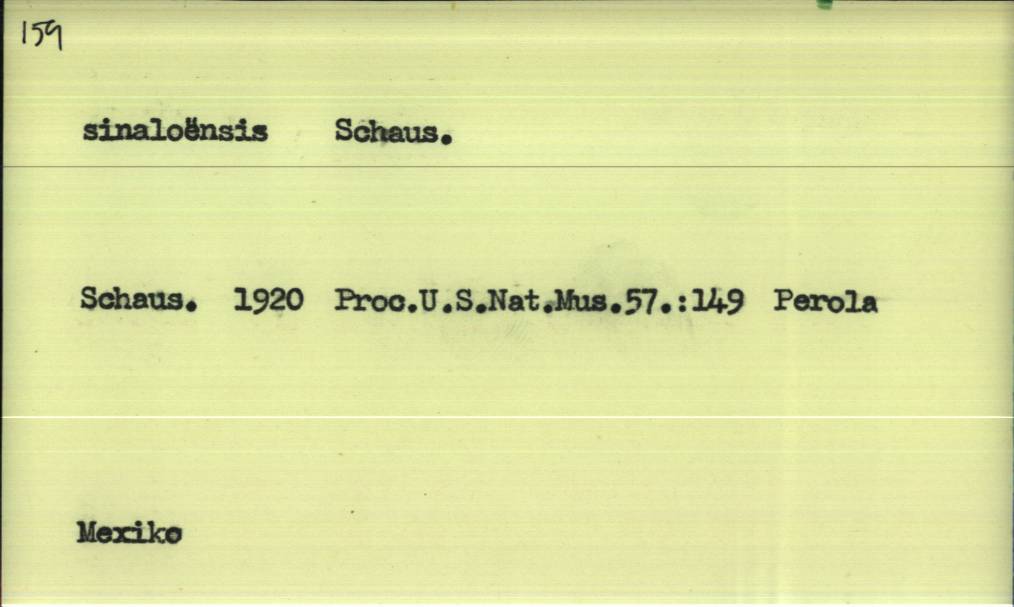 159
sinaloënsis Schaus.
Schaus. 1920 Proc.U.S.Nat.Mus.57.:149 Perola
Mexiko